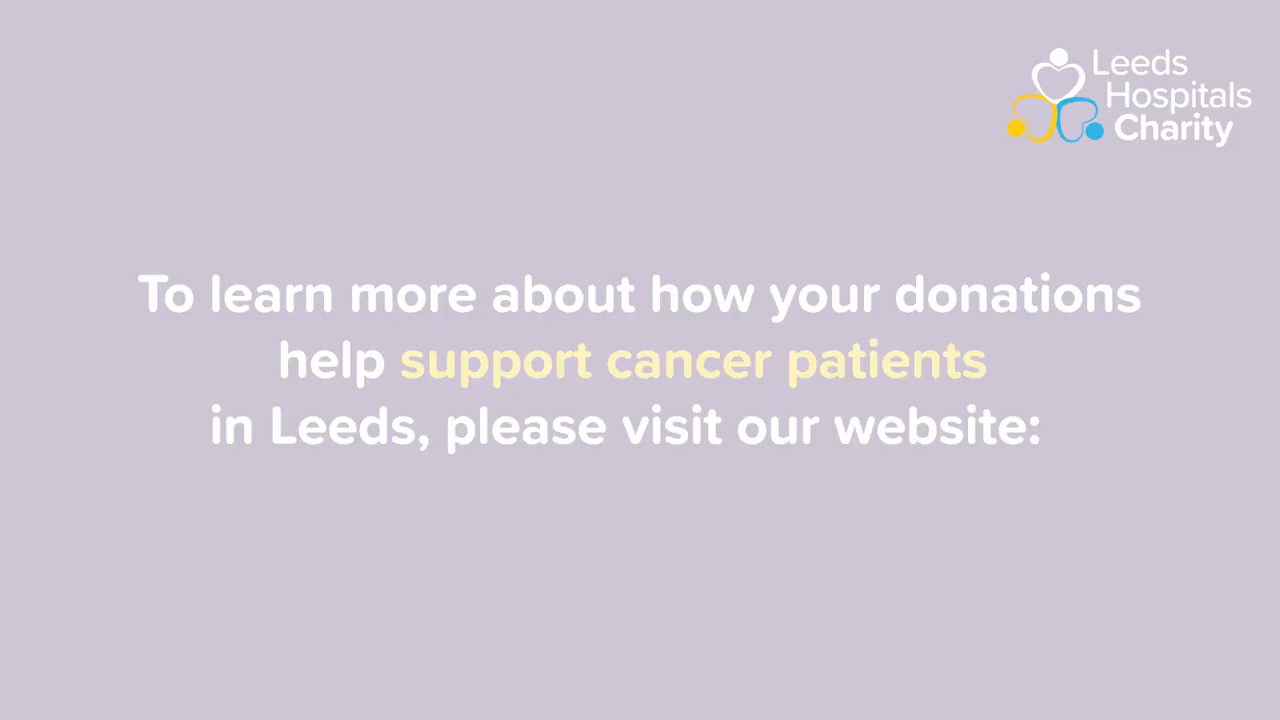 Leeds
Hospitals
Charity
To learn more about how your donations
help support cancer patients
in Leeds, please visit our website: